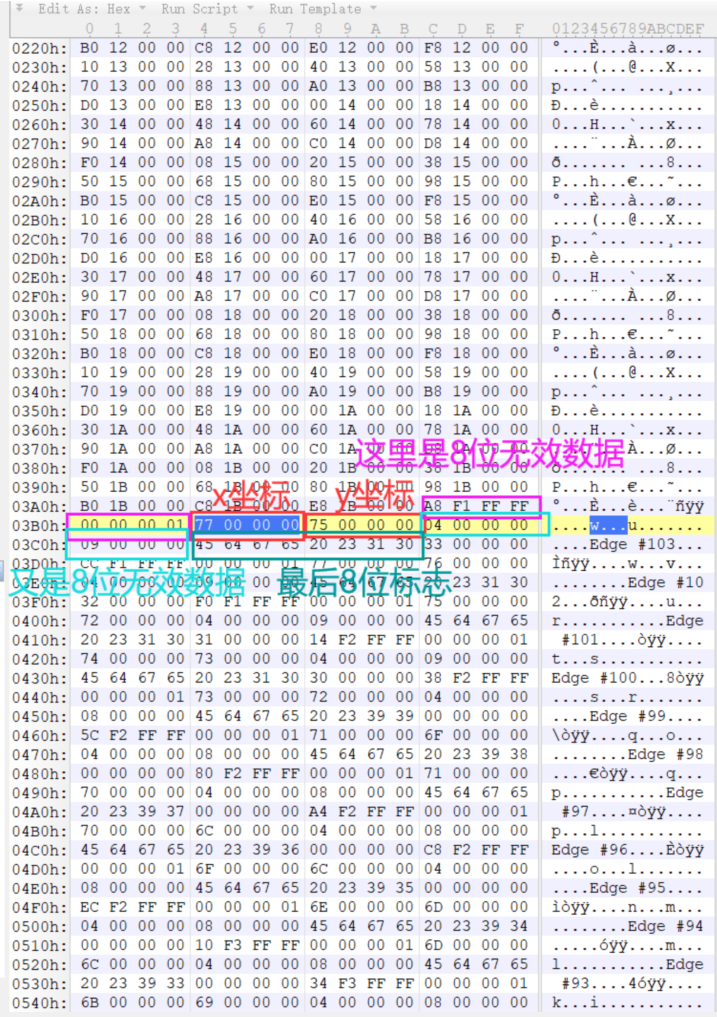 Edit As: Hex Run Script Run Template
0 1 2 3 4 5 6 7 8 9 A B C D E F 0123456789ABCDEF
0220h: B0 12 00 00 C8 12 00 00 E0 12 00 00 F8 12 00 00 °...È...à...ø...
0230h: 10 13 00 00 28 13 00 00 40 13 00 00 58 13 00 00 ....(...@...X...
0240h: 70 13 00 00 88 13 00 00 A0 13 00 00 B8 13 00 00 p...ˆ... ...¸...
0250h: D0 13 00 00 E8 13 00 00 00 14 00 00 18 14 00 00 Ð...è...........
0260h: 30 14 00 00 48 14 00 00 60 14 00 00 78 14 00 00 0...H...`...x...
0270h: 90 14 00 00 A8 14 00 00 C0 14 00 00 D8 14 00 00 ....¨...À...Ø...
0280h: F0 14 00 00 08 15 00 00 20 15 00 00 38 15 00 00 ð....... ...8...
0290h: 50 15 00 00 68 15 00 00 80 15 00 00 98 15 00 00 P...h...€...˜...
02A0h: B0 15 00 00 C8 15 00 00 E0 15 00 00 F8 15 00 00 °...È...à...ø...
02B0h: 10 16 00 00 28 16 00 00 40 16 00 00 58 16 00 00 ....(...@...X...
02C0h: 70 16 00 00 88 16 00 00 A0 16 00 00 B8 16 00 00 p...ˆ... ...¸...
02D0h: D0 16 00 00 E8 16 00 00 00 17 00 00 18 17 00 00 Ð...è...........
02E0h: 30 17 00 00 48 17 00 00 60 17 00 00 78 17 00 00 0...H...`...x...
02F0h: 90 17 00 00 A8 17 00 00 C0 17 00 00 D8 17 00 00 ....¨...À...Ø...
0300h: F0 17 00 00 08 18 00 00 20 18 00 00 38 18 00 00 ð....... ...8...
0310h: 50 18 00 00 68 18 00 00 80 18 00 00 98 18 00 00 P...h...€...˜...
0320h: B0 18 00 00 C8 18 00 00 E0 18 00 00 F8 18 00 00 °...È...à...ø...
0330h: 10 19 00 00 28 19 00 00 40 19 00 00 58 19 00 00 ....(...@...X...
0340h: 70 19 00 00 88 19 00 00 A0 19 00 00 B8 19 00 00 p...ˆ... ...¸...
0350h: D0 19 00 00 E8 19 00 00 00 1A 00 00 18 1A 00 00 Ð...è...........
0360h: 30 1A 00 00 48 1A 00 00 60 1A 00 00 78 1A 00 00 0...H...`...x...
0370h: 90 1A 00 00 A8 1A 00 00 C0 1A ....¨...À...Ø...
这里是8位无效数据
0380h: F0 1A 00 00 08 1B 00 00 20 1B 00 00 38 1B 00 00 ð....... ...8...
0390h: 50 1B 00 00 68 1B 00 00 80 1B 00 00 98 1B 00 00 P...h...€...˜...
x坐标 y坐标
03A0h: B0 1B 00 00 C8 1B 00 00 E8 1B 00 00 A8 F1 FF FF °...È...è...¨ñÿÿ
03B0h: 00 00 00 01 77 00 00 00 75 00 00 00 04 00 00 00 ....w...u.......
03C0h: 09 00 00 00 45 64 67 65 20 23 31 30 33 00 00 00 ....Edge #103...
03D0h: CC F1 FF FF 00 00 00 01 77 00 00 00 76 00 00 00 Ìñÿÿ....w...v...
又是8位无效数据 最后8位标志
03E0h: 04 00 00 00 09 00 00 00 45 64 67 65 20 23 31 30 ........Edge #10
03F0h: 32 00 00 00 F0 F1 FF FF 00 00 00 01 75 00 00 00 2...ðñÿÿ....u...
0400h: 72 00 00 00 04 00 00 00 09 00 00 00 45 64 67 65 r...........Edge
0410h: 20 23 31 30 31 00 00 00 14 F2 FF FF 00 00 00 01 #101....òÿÿ....
0420h: 74 00 00 00 73 00 00 00 04 00 00 00 09 00 00 00 t...s...........
0430h: 45 64 67 65 20 23 31 30 30 00 00 00 38 F2 FF FF Edge #100...8òÿÿ
0440h: 00 00 00 01 73 00 00 00 72 00 00 00 04 00 00 00 ....s...r.......
0450h: 08 00 00 00 45 64 67 65 20 23 39 39 00 00 00 00 ....Edge #99....
0460h: 5C F2 FF FF 00 00 00 01 71 00 00 00 6F 00 00 00 \òÿÿ....q...o...
0470h: 04 00 00 00 08 00 00 00 45 64 67 65 20 23 39 38 ........Edge #98
0480h: 00 00 00 00 80 F2 FF FF 00 00 00 01 71 00 00 00 ....€òÿÿ....q...
0490h: 70 00 00 00 04 00 00 00 08 00 00 00 45 64 67 65 p...........Edge
04A0h: 20 23 39 37 00 00 00 00 A4 F2 FF FF 00 00 00 01 #97....¤òÿÿ....
04B0h: 70 00 00 00 6C 00 00 00 04 00 00 00 08 00 00 00 p...l...........
04C0h: 45 64 67 65 20 23 39 36 00 00 00 00 C8 F2 FF FF Edge #96....Èòÿÿ
04D0h: 00 00 00 01 6F 00 00 00 6C 00 00 00 04 00 00 00 ....o...l.......
04E0h: 08 00 00 00 45 64 67 65 20 23 39 35 00 00 00 00 ....Edge #95....
04F0h: EC F2 FF FF 00 00 00 01 6E 00 00 00 6D 00 00 00 ìòÿÿ....n...m...
0500h: 04 00 00 00 08 00 00 00 45 64 67 65 20 23 39 34 ........Edge #94
0510h: 00 00 00 00 10 F3 FF FF 00 00 00 01 6D 00 00 00 .....óÿÿ....m...
0520h: 6C 00 00 00 04 00 00 00 08 00 00 00 45 64 67 65 l...........Edge
0530h: 20 23 39 33 00 00 00 00 34 F3 FF FF 00 00 00 01 #93....4óÿÿ....
0540h: 6B 00 00 00 69 00 00 00 04 00 00 00 08 00 00 00 k...i...........